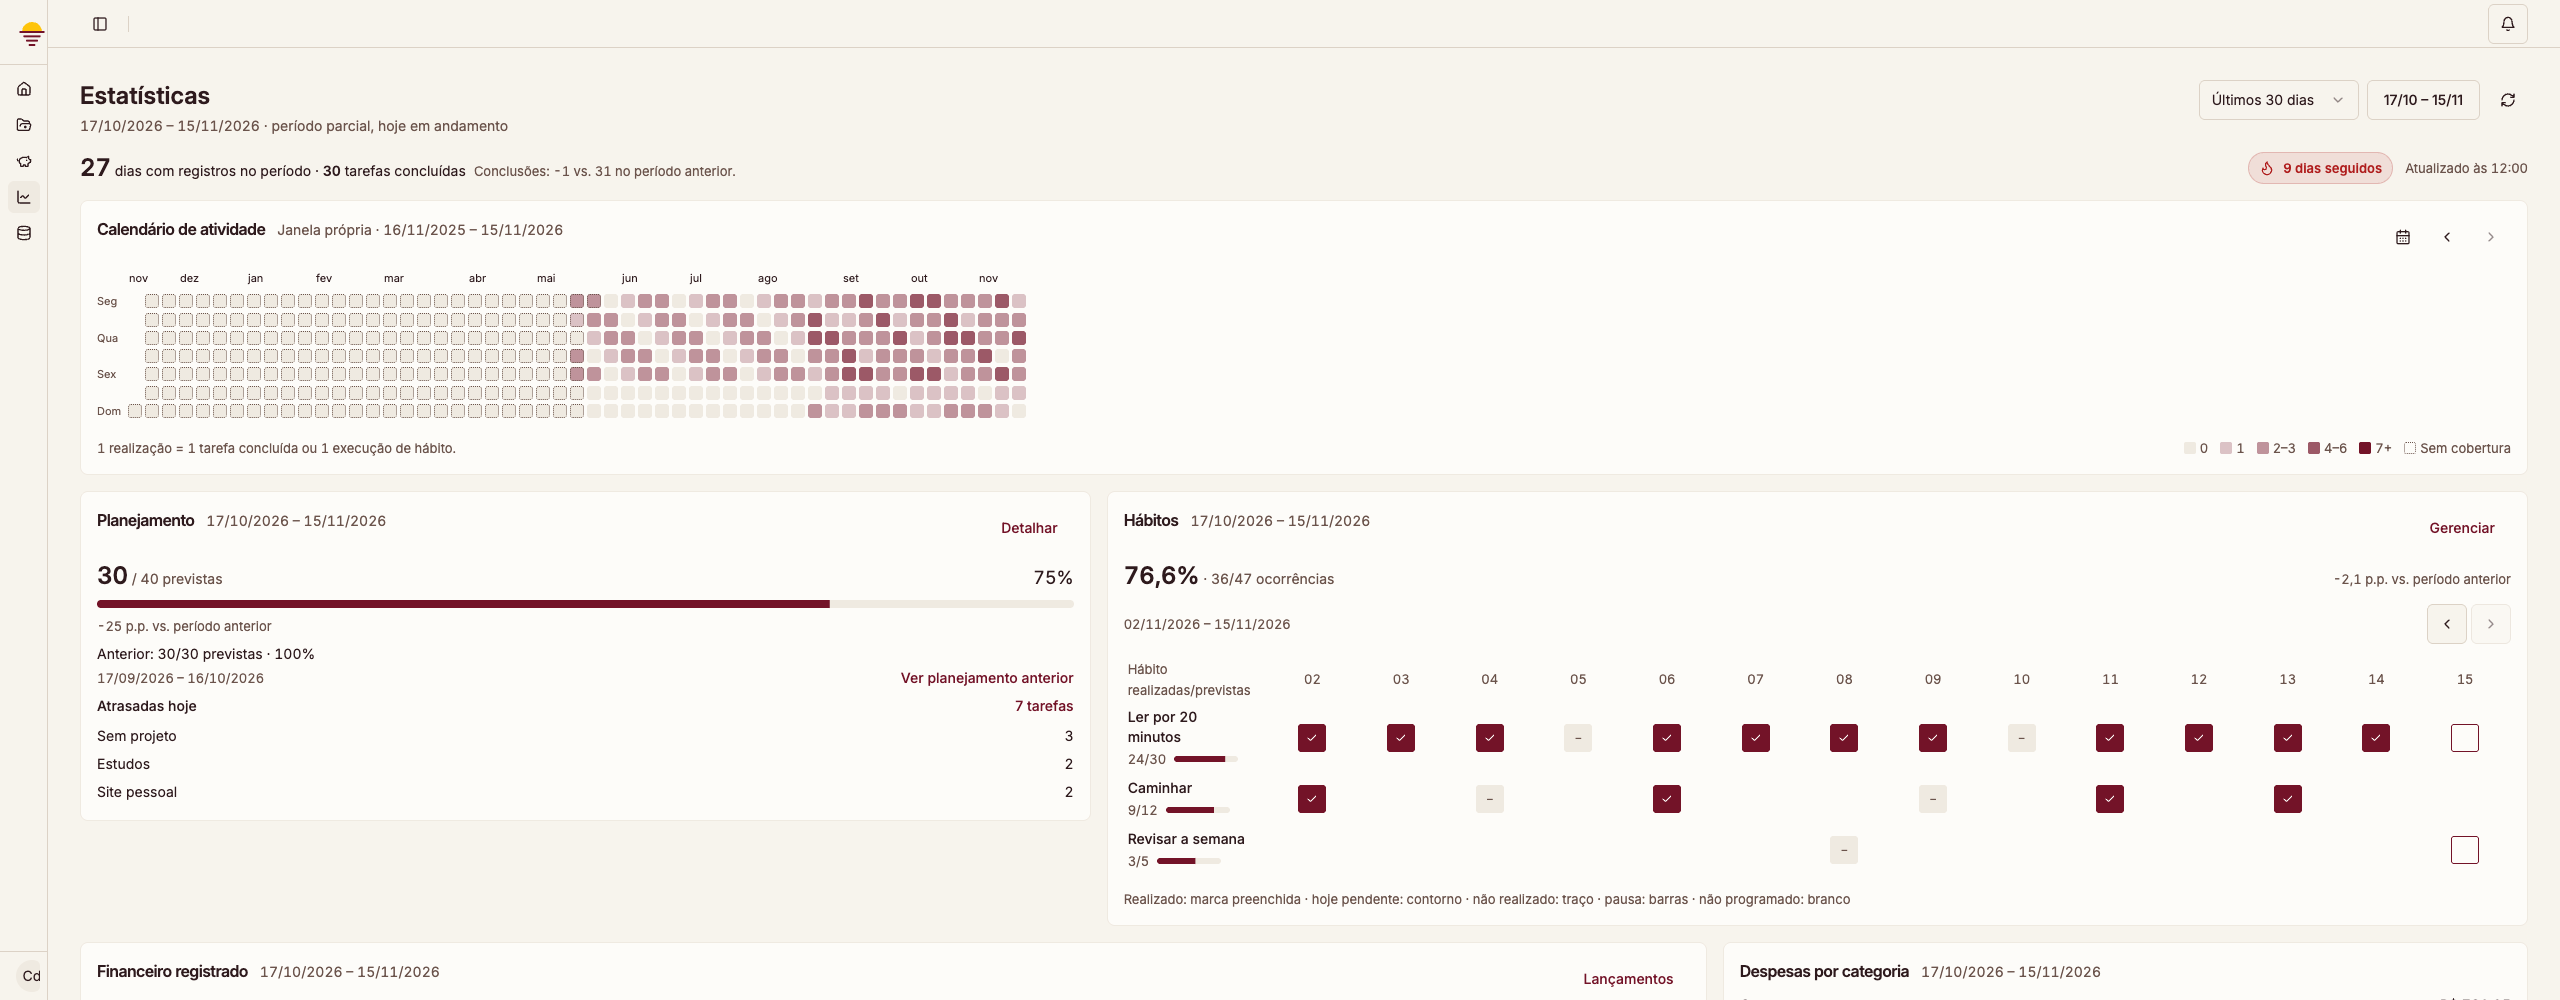 Estatísticas
17/10/2026 – 15/11/2026 · período parcial, hoje em andamento
Últimos 30 dias
17/10 – 15/11
27 dias com registros no período · 30 tarefas concluídas Conclusões: -1 vs. 31 no período anterior.
9 dias seguidos
Atualizado às 12:00
Calendário de atividade Janela própria · 16/11/2025 – 15/11/2026
nov dez jan fev mar abr mai jun jul ago set out nov
Seg
Qua
Sex
Dom
1 realização = 1 tarefa concluída ou 1 execução de hábito.
0 1 2–3 4–6 7+ Sem cobertura
Planejamento 17/10/2026 – 15/11/2026
Detalhar
30 / 40 previstas
75%
-25 p.p. vs. período anterior
Anterior: 30/30 previstas · 100%
17/09/2026 – 16/10/2026
Ver planejamento anterior
Atrasadas hoje
7 tarefas
Sem projeto
3
Estudos
2
Site pessoal
2
Hábitos 17/10/2026 – 15/11/2026
Gerenciar
76,6% · 36/47 ocorrências
-2,1 p.p. vs. período anterior
02/11/2026 – 15/11/2026
Hábito
realizadas/previstas
02 03 04 05 06 07 08 09 10 11 12 13 14 15
Ler por 20
minutos
24/30
Caminhar
9/12
Revisar a semana
3/5
Realizado: marca preenchida · hoje pendente: contorno · não realizado: traço · pausa: barras · não programado: branco
Financeiro registrado 17/10/2026 – 15/11/2026
Lançamentos
Despesas por categoria 17/10/2026 – 15/11/2026
Cd